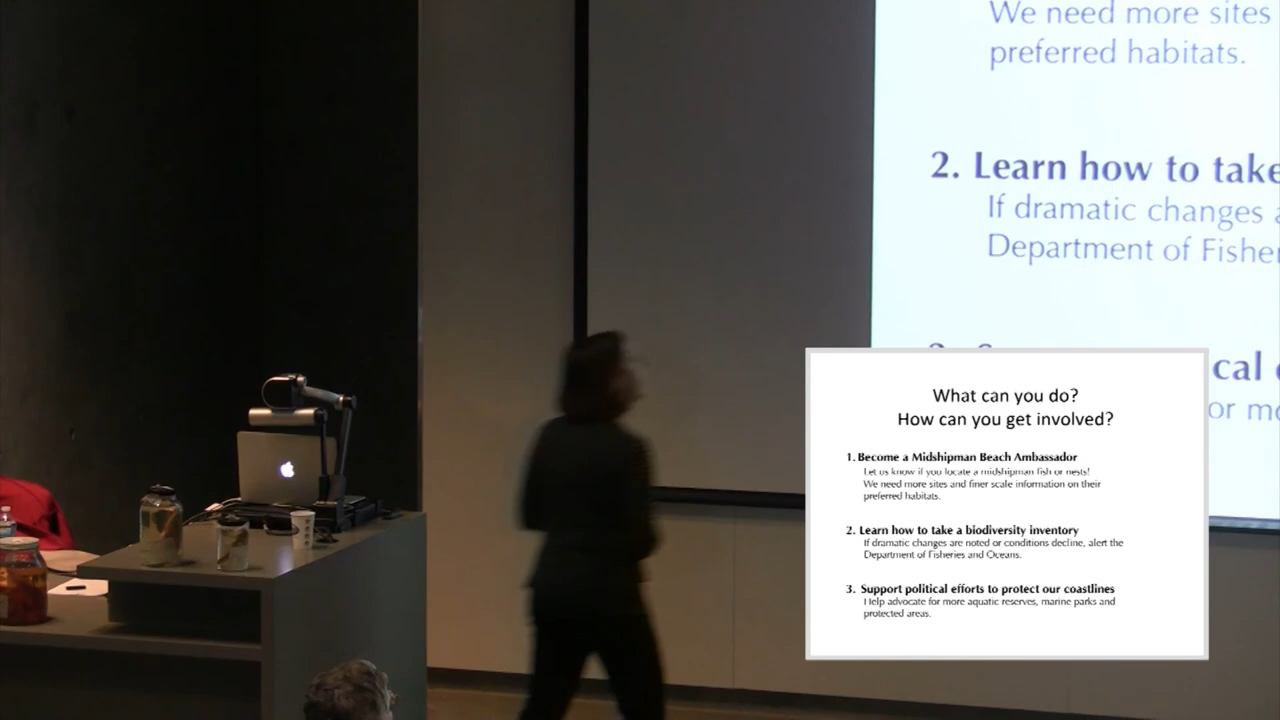 We need more sites
preferred habitats.
2. Learn how to take
If dramatic changes
Department of
cal
or
What can you do?
How can you get involved?
1. Become a Midshipman Beach Ambassador
Let us know if you locate a midshipman fish or nests!
We need more sites and finer scale information on their
preferred habitats.
2. Learn how to take a biodiversity inventory
If dramatic changes are noted or conditions decline, alert the
Department of Fisheries and Oceans.
3. Support political efforts to protect our coastlines
Help advocate for more aquatic reserves, marine parks and
protected areas.